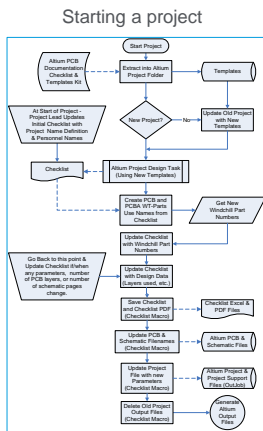 Starting a project
Start Project
Altium PCB
Documentation
Checklist &
Templates Kit
Extract into Altium
Project Folder
Templates
At Start of Project -
Project Lead Updates
Initial Checklist with
Project Name Definition
& Personnel Names
New Project?
No
Update Old Project
with New
Templates
Checklist
Altium Project Design Task
(Using New Templates)
Create PCB and
PCBA WT-Parts
Use Names from
Checklist
Get New
Windchill Part
Numbers
Update Checklist
with Windchill Part
Numbers
Go Back to this point &
Update Checklist if/when
any parameters, number
of PCB layers, or number
of schematic pages
change.
Update Checklist
with Design Data
(Layers used, etc.)
Save Checklist
and Checklist PDF
(Checklist Macro)
Checklist Excel &
PDF Files
Update PCB &
Schematic Filenames
(Checklist Macro)
Altium PCB &
Schematic Files
Update Project
File with new
Parameters
(Checklist Macro)
Altium Project &
Project Support
Files (OutJob)
Delete Old Project
Output Files
(Checklist Macro)
Generate
Altium
Output
Files